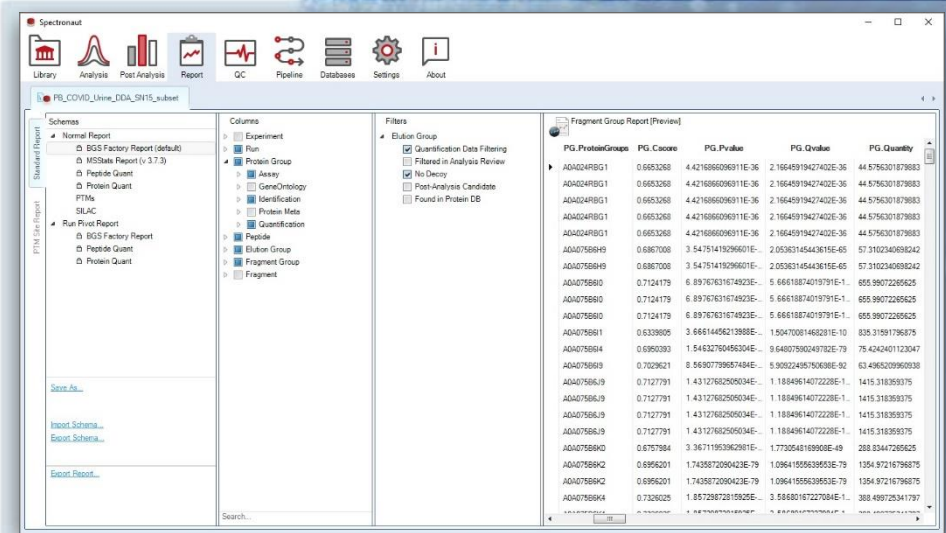 Spectronaut
Library Analysis Post Analysis Report QC Pipeline Databases Settings About
PB_COVID_Urine_DDA_SN15_subset
Standard Report
PTM Site Report
Schemas
Normal Report
BGS Factory Report (default)
MSStats Report (v 3.7.3)
Peptide Quant
Protein Quant
PTMs
SILAC
Run Pivot Report
BGS Factory Report
Peptide Quant
Protein Quant
Save As...
Import Schema...
Export Schema...
Export Report...
Columns
Experiment
Run
Protein Group
Assay
GeneOntology
Identification
Protein Meta
Quantification
Peptide
Elution Group
Fragment Group
Fragment
Search...
Filters
Elution Group
Quantification Data Filtering
Filtered in Analysis Review
No Decoy
Post-Analysis Candidate
Found in Protein DB
Fragment Group Report [Preview]
PG.ProteinGroups PG.Cscore PG.Pvalue PG.Qvalue PG.Quantity
A0A024RBG1 0.6653268 4.4216866096911E-36 2.16645919427402E-36 44.5756301879883
A0A024RBG1 0.6653268 4.4216866096911E-36 2.16645919427402E-36 44.5756301879883
A0A024RBG1 0.6653268 4.4216866096911E-36 2.16645919427402E-36 44.5756301879883
A0A024RBG1 0.6653268 4.4216866096911E-36 2.16645919427402E-36 44.5756301879883
A0A024RBG1 0.6653268 4.4216866096911E-36 2.16645919427402E-36 44.5756301879883
A0A075B6H9 0.6867008 3.54751419296601E-... 2.05363145443615E-65 57.3102340698242
A0A075B6H9 0.6867008 3.54751419296601E-... 2.05363145443615E-65 57.3102340698242
A0A075B6I0 0.7124179 6.89767631674923E-... 5.66618874019791E-1... 655.99072265625
A0A075B6I0 0.7124179 6.89767631674923E-... 5.66618874019791E-1... 655.99072265625
A0A075B6I0 0.7124179 6.89767631674923E-... 5.66618874019791E-1... 655.99072265625
A0A075B6I1 0.6339805 3.66614456213988E-... 1.50470081468281E-10 835.31591796875
A0A075B6I4 0.6950393 1.54632760456304E-... 9.64807590249782E-79 75.4242401123047
A0A075B6I9 0.7029621 8.56907799657484E-... 5.90922495750698E-92 63.4965209960938
A0A075B6J9 0.7127791 1.43127682505034E-... 1.18849614072228E-1... 1415.318359375
A0A075B6J9 0.7127791 1.43127682505034E-... 1.18849614072228E-1... 1415.318359375
A0A075B6J9 0.7127791 1.43127682505034E-... 1.18849614072228E-1... 1415.318359375
A0A075B6J9 0.7127791 1.43127682505034E-... 1.18849614072228E-1... 1415.318359375
A0A075B6K0 0.6757984 3.36711953962981E-... 1.7730548169908E-49 288.83447265625
A0A075B6K2 0.6956201 1.7435872090423E-79 1.09641555639553E-79 1354.97216796875
A0A075B6K2 0.6956201 1.7435872090423E-79 1.09641555639553E-79 1354.97216796875
A0A075B6K4 0.7326025 1.85729872815925E-... 3.58680167227084E-1... 388.499725341797